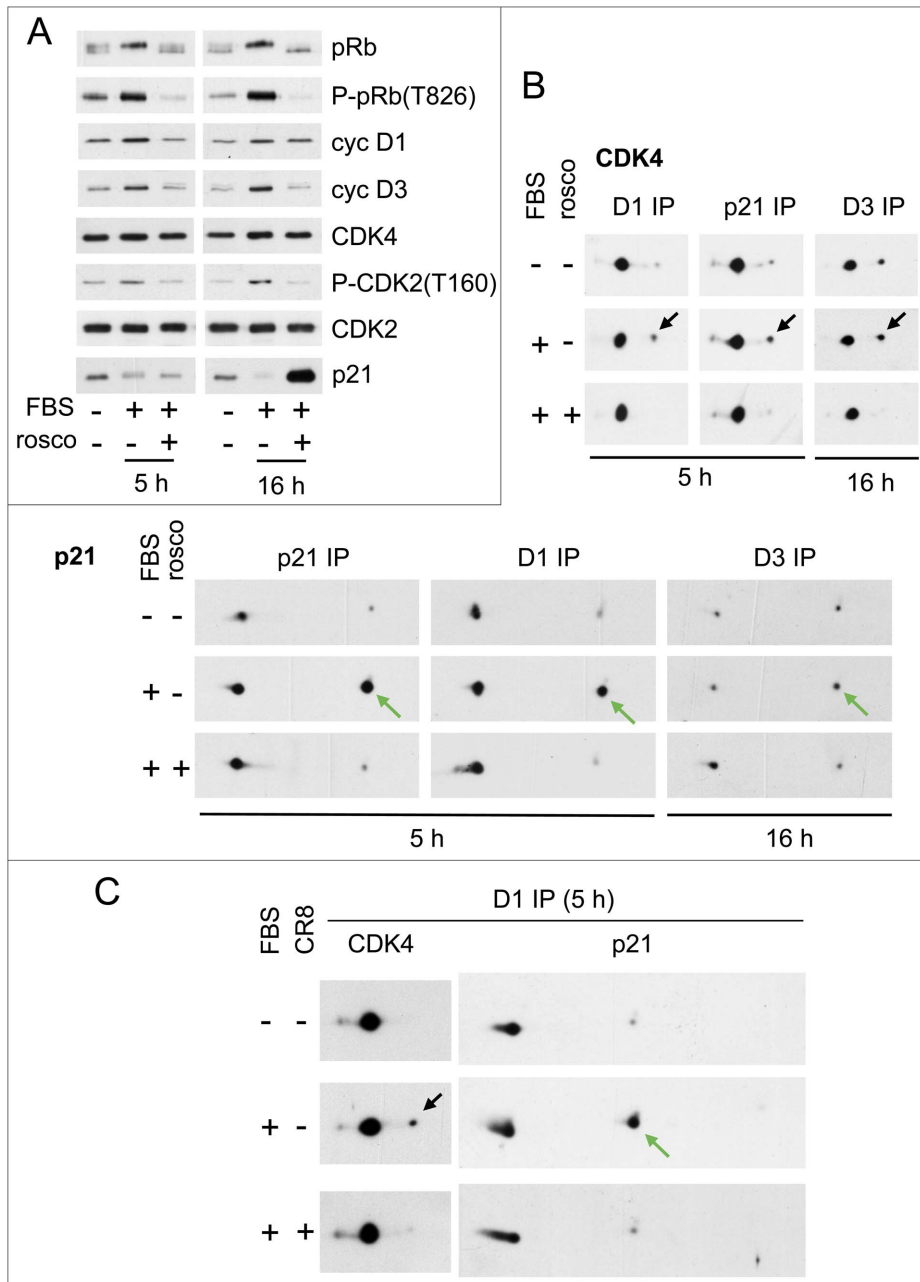 A
pRb
P-pRb(T826)
cyc D1
cyc D3
CDK4
P-CDK2(T160)
CDK2
p21
FBS - + + - + +
rosco - - + - - +
5 h 16 h
B
CDK4
FBS rosco
D1 IP p21 IP D3 IP
- -
+ -
+ +
5 h 16 h
p21
FBS rosco
p21 IP D1 IP D3 IP
- -
+ -
+ +
5 h 16 h
C
D1 IP (5 h)
FBS CR8
CDK4 p21
- -
+ -
+ +